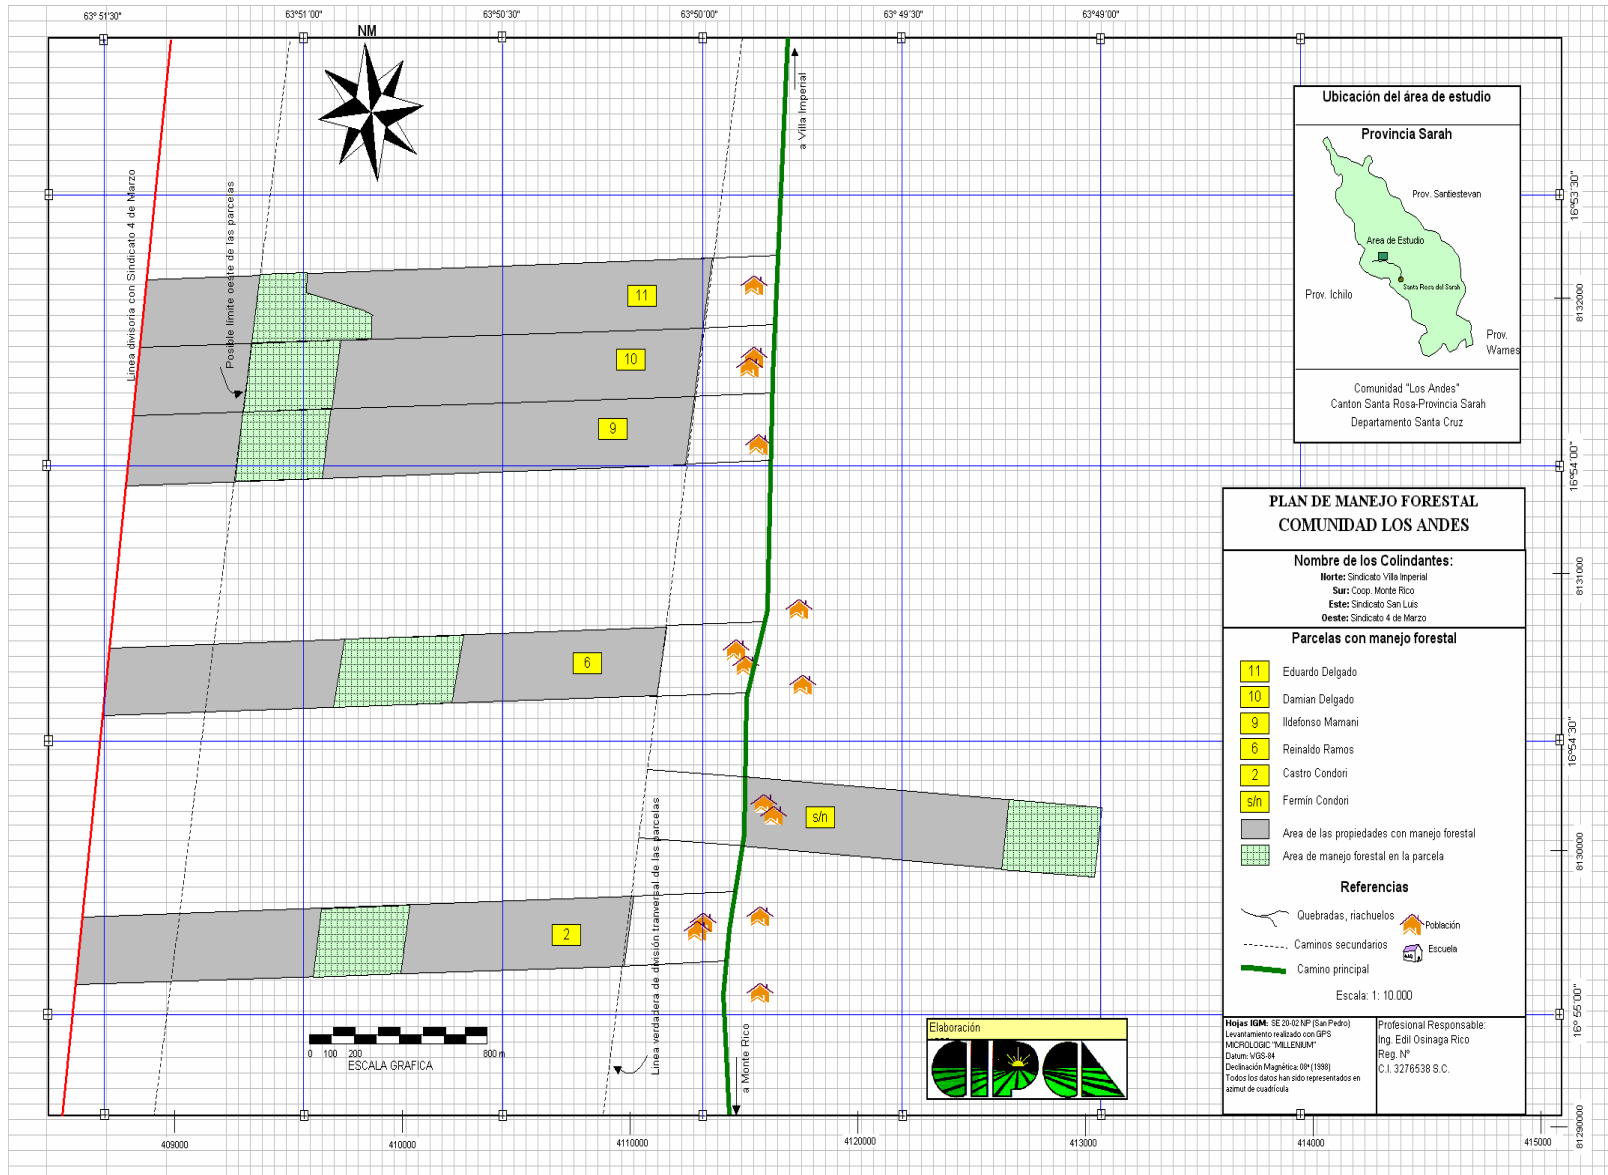 63° 51'30"
63°51'00"
63°50'30"
63°50'00"
63° 49'30"
63°49'00"
NM
a Villa Imperial
Linea divisoria con Sindicato 4 de Marzo
Posible limite oeste de las parcelas
11
10
9
6
s/n
2
Linea verdadera de división tranversal de las parcelas
a Monte Rico
0 100 200 800 m
ESCALA GRAFICA
Elaboración
CIPCA
409000
410000
4110000
4120000
413000
414000
415000
16º53'30"
8132000
16º54'00"
8131000
16º54'30"
8130000
16º 55'00"
81290000
Ubicación del área de estudio
Provincia Sarah
Prov. Santiestevan
Area de Estudio
Santa Rosa del Sarah
Prov. Ichilo
Prov.
Warnes
Comunidad "Los Andes"
Canton Santa Rosa-Provincia Sarah
Departamento Santa Cruz
PLAN DE MANEJO FORESTAL
COMUNIDAD LOS ANDES
Nombre de los Colindantes:
Norte: Sindicato Villa Imperial
Sur: Coop. Monte Rico
Este: Sindicato San Luis
Oeste: Sindicato 4 de Marzo
Parcelas con manejo forestal
11 Eduardo Delgado
10 Damian Delgado
9 Ildefonso Mamani
6 Reinaldo Ramos
2 Castro Condori
s/n Fermín Condori
Area de las propiedades con manejo forestal
Area de manejo forestal en la parcela
Referencias
Quebradas, riachuelos
Población
Caminos secundarios
Escuela
Camino principal
Escala: 1: 10.000
Hojas IGM: SE 20-02 NP (San Pedro)
Levantamiento realizado con GPS
MICROLOGIC "MILLENIUM"
Datum: WGS-84
Declinación Magnética: 08º (1998)
Todos los datos han sido representados en
azimut de cuadrícula
Profesional Responsable:
Ing. Edil Osinaga Rico
Reg. Nº
C.I. 3276538 S.C.